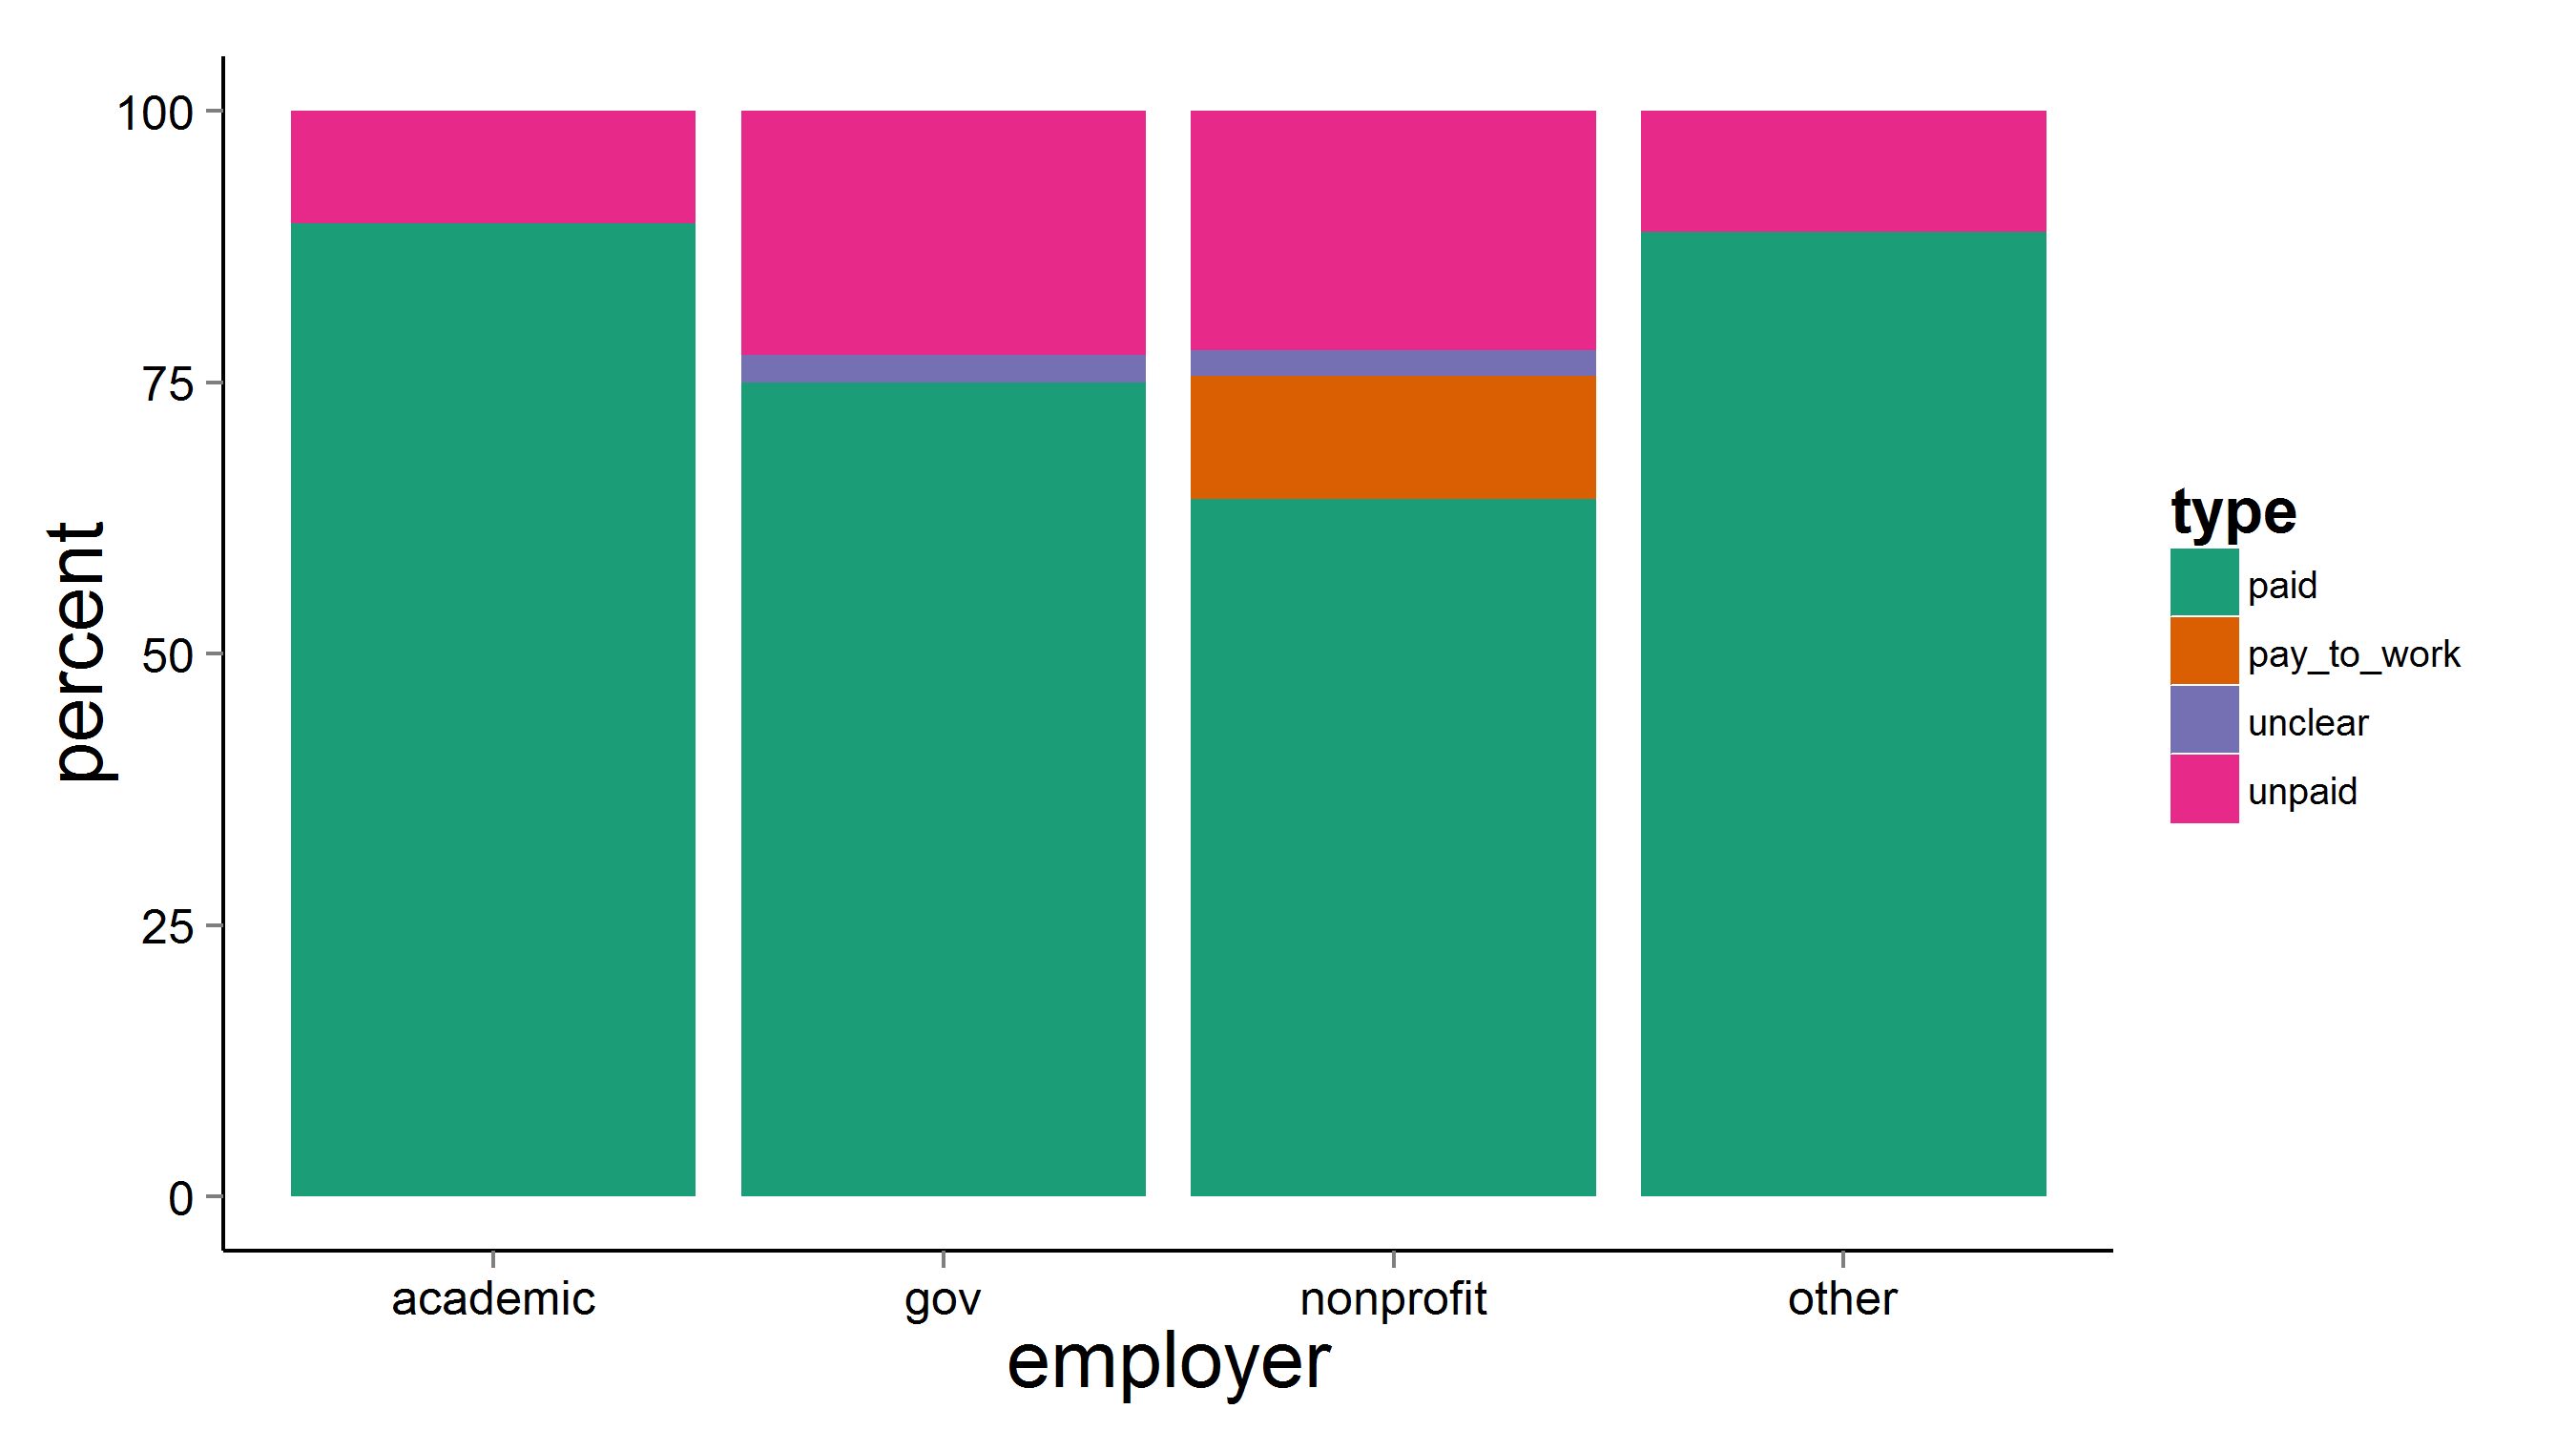 percent
100
75
50
25
0
academic
gov
nonprofit
other
employer
type
paid
pay_to_work
unclear
unpaid